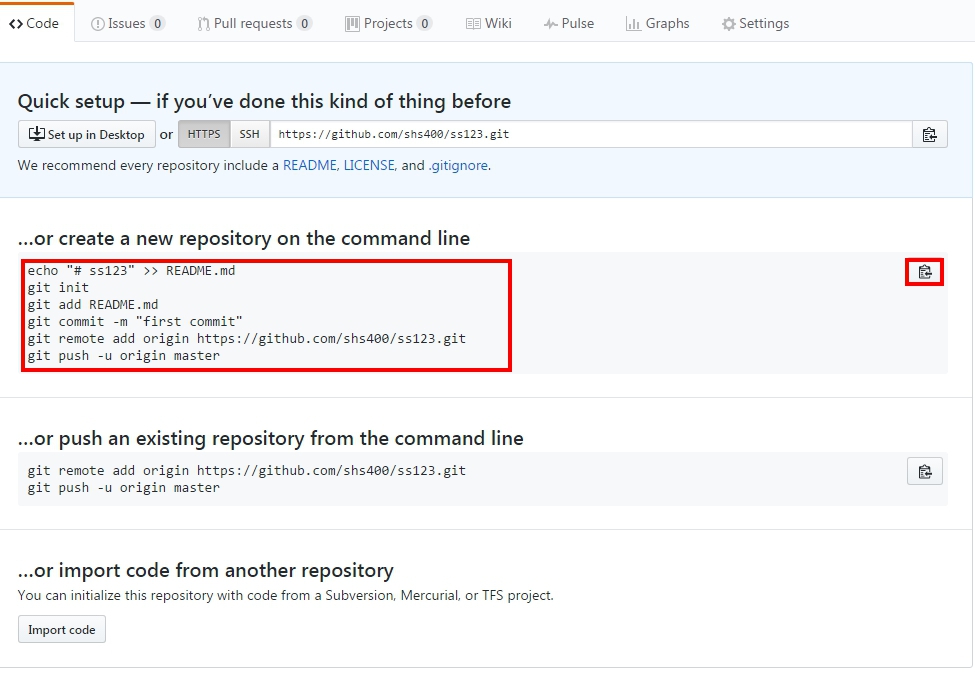 Code Issues 0 Pull requests 0 Projects 0 Wiki Pulse Graphs Settings
Quick setup — if you’ve done this kind of thing before
Set up in Desktop or HTTPS SSH https://github.com/shs400/ss123.git
We recommend every repository include a README, LICENSE, and .gitignore.
…or create a new repository on the command line
echo "# ss123" >> README.md
git init
git add README.md
git commit -m "first commit"
git remote add origin https://github.com/shs400/ss123.git
git push -u origin master
…or push an existing repository from the command line
git remote add origin https://github.com/shs400/ss123.git
git push -u origin master
…or import code from another repository
You can initialize this repository with code from a Subversion, Mercurial, or TFS project.
Import code